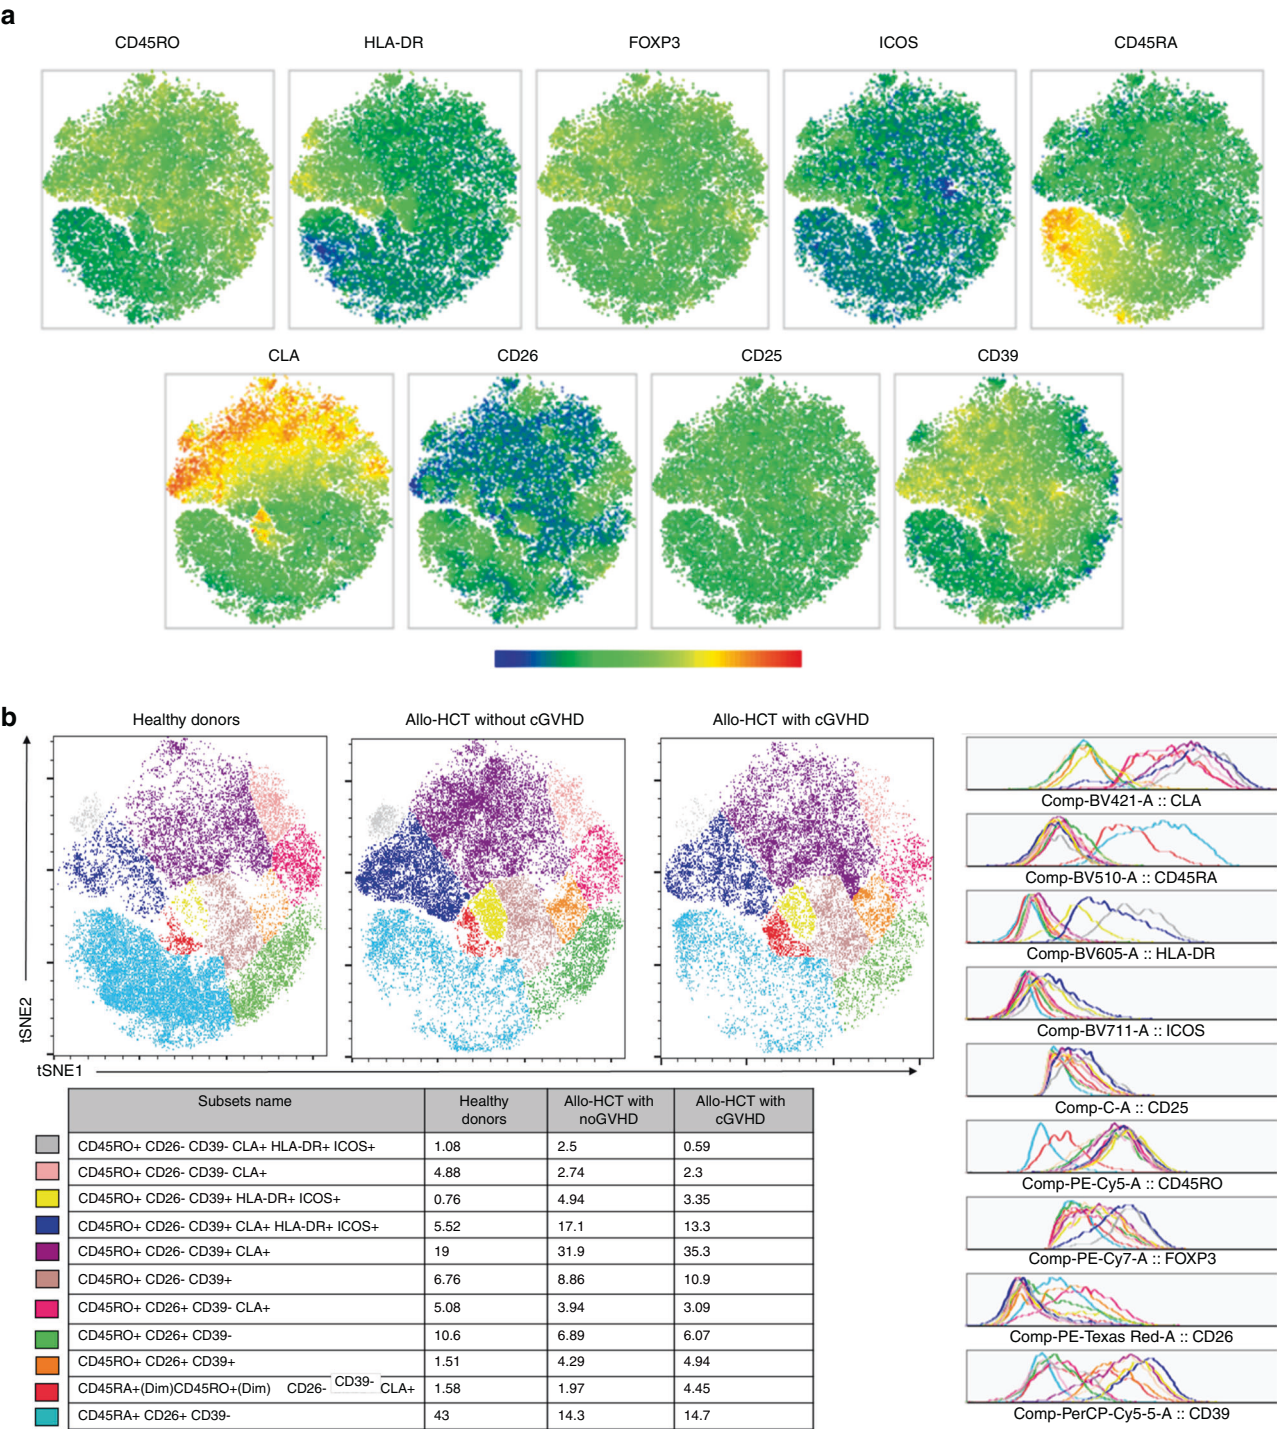 a
CD45RO HLA-DR FOXP3 ICOS CD45RA
CLA CD26 CD25 CD39
b
Healthy donors Allo-HCT without cGVHD Allo-HCT with cGVHD
tSNE2
tSNE1
Comp-BV421-A :: CLA
Comp-BV510-A :: CD45RA
Comp-BV605-A :: HLA-DR
Comp-BV711-A :: ICOS
Comp-C-A :: CD25
Comp-PE-Cy5-A :: CD45RO
Comp-PE-Cy7-A :: FOXP3
Comp-PE-Texas Red-A :: CD26
Comp-PerCP-Cy5-5-A :: CD39
Subsets name Healthy donors Allo-HCT with noGVHD Allo-HCT with cGVHD
CD45RO+ CD26- CD39- CLA+ HLA-DR+ ICOS+ 1.08 2.5 0.59
CD45RO+ CD26- CD39- CLA+ 4.88 2.74 2.3
CD45RO+ CD26- CD39+ HLA-DR+ ICOS+ 0.76 4.94 3.35
CD45RO+ CD26- CD39+ CLA+ HLA-DR+ ICOS+ 5.52 17.1 13.3
CD45RO+ CD26- CD39+ CLA+ 19 31.9 35.3
CD45RO+ CD26- CD39+ 6.76 8.86 10.9
CD45RO+ CD26+ CD39- CLA+ 5.08 3.94 3.09
CD45RO+ CD26+ CD39- 10.6 6.89 6.07
CD45RO+ CD26+ CD39+ 1.51 4.29 4.94
CD45RA+(Dim)CD45RO+(Dim) CD26- CD39- CLA+ 1.58 1.97 4.45
CD45RA+ CD26+ CD39- 43 14.3 14.7